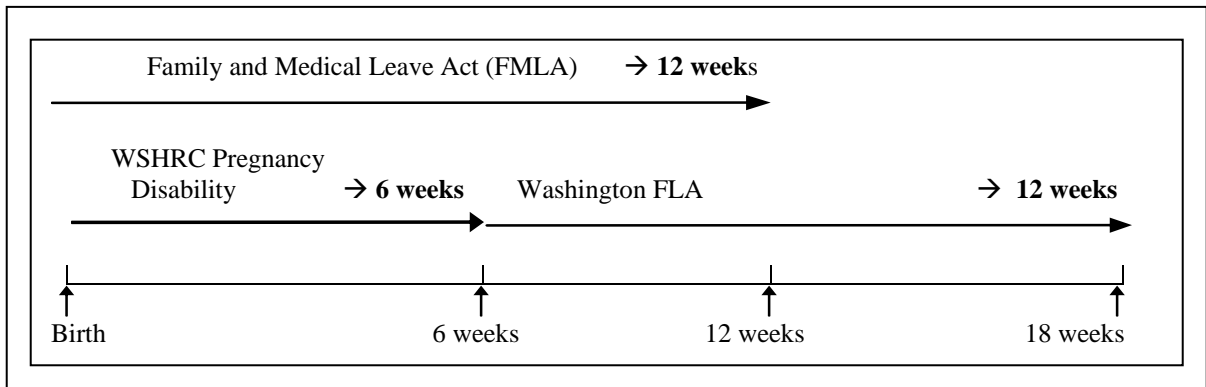 Family and Medical Leave Act (FMLA) → 12 weeks
WSHRC Pregnancy
Disability → 6 weeks Washington FLA → 12 weeks
Birth 6 weeks 12 weeks 18 weeks